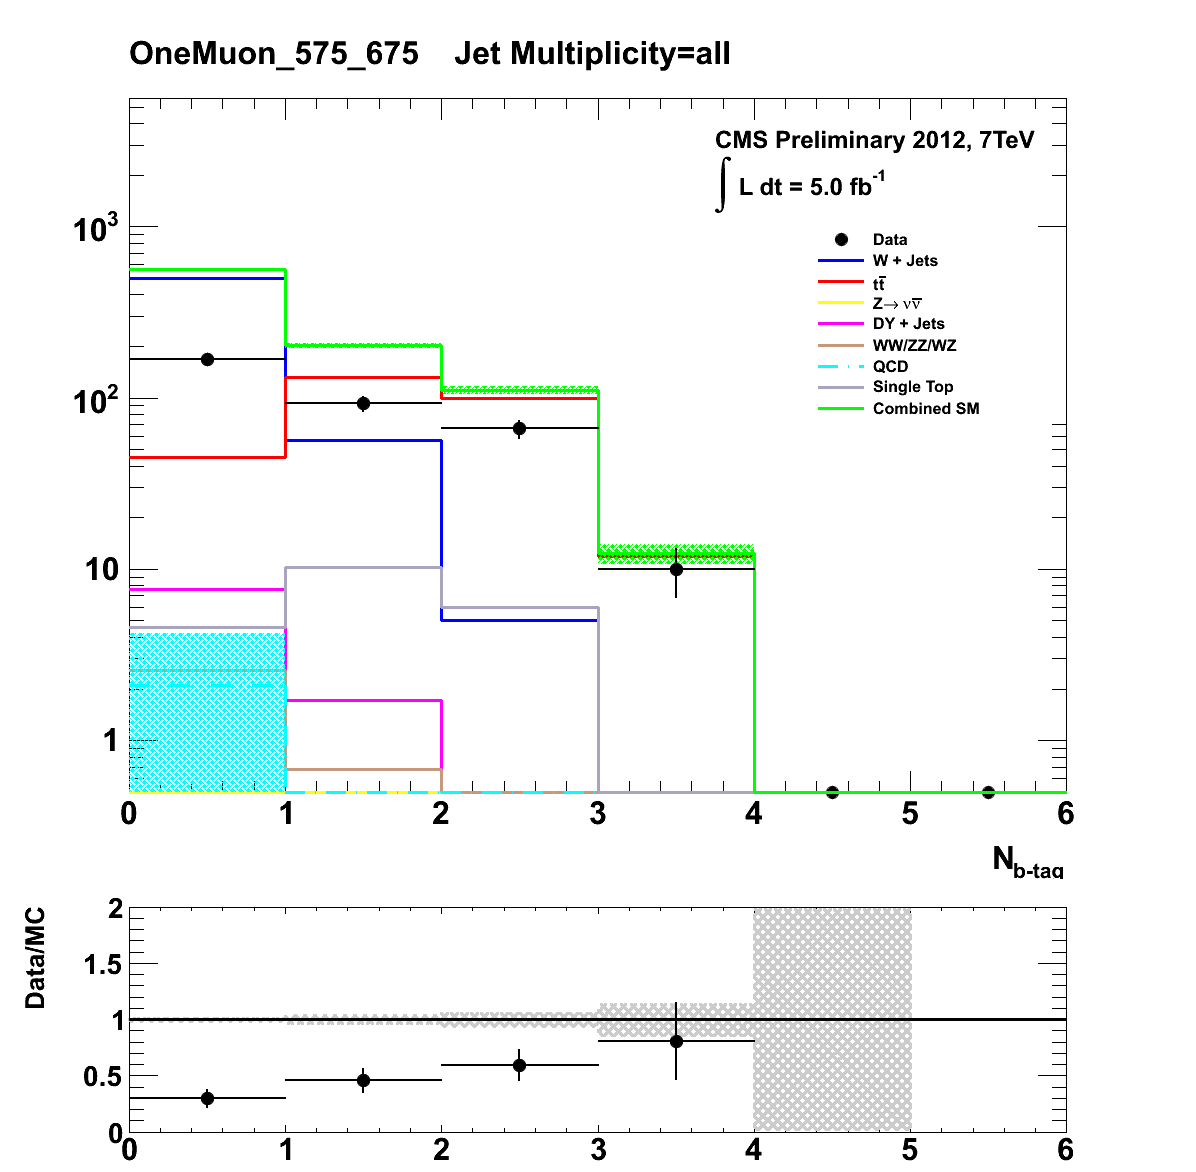 OneMuon_575_675 Jet Multiplicity=all
CMS Preliminary 2012, 7TeV
∫ L dt = 5.0 fb⁻¹
Data
W + Jets
tt̅
Z→ νν̅
DY + Jets
WW/ZZ/WZ
QCD
Single Top
Combined SM
10³
10²
10
1
0 1 2 3 4 5 6
N_b-tag
Data/MC
2
1.5
1
0.5
0
0 1 2 3 4 5 6